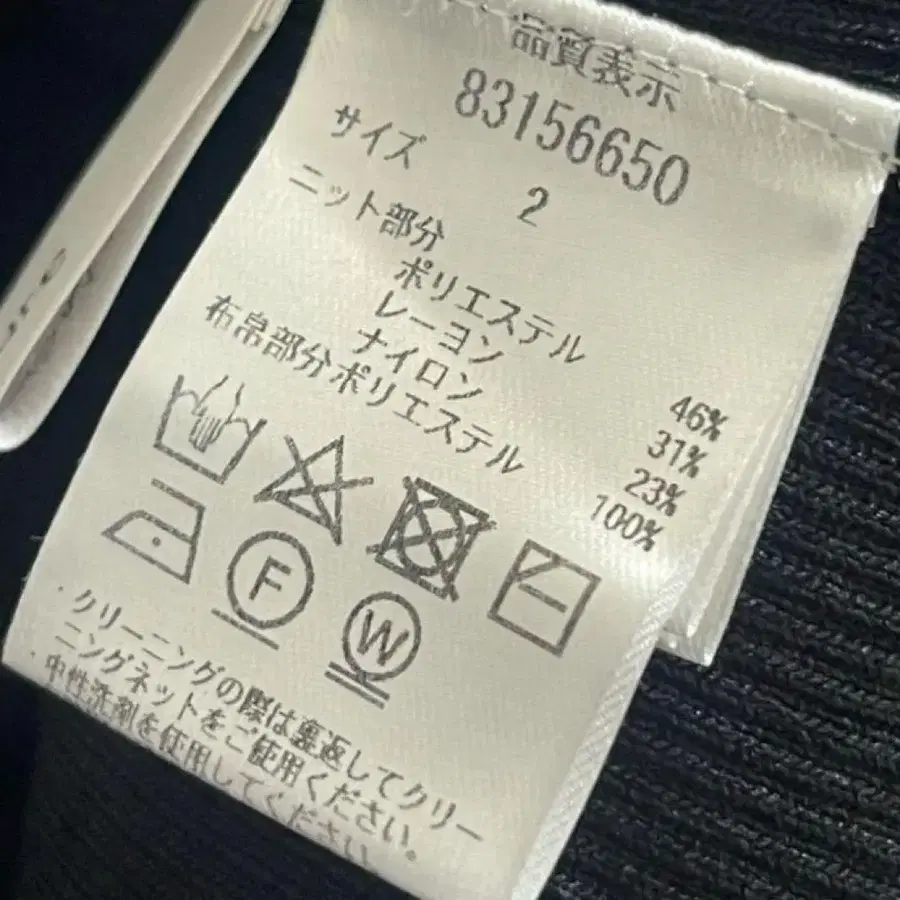 品質表示
83156650
サイズ 2
ニット部分
ポリエステル 46%
レーヨン 31%
ナイロン 23%
布帛部分ポリエステル 100%
F
W
・クリーニングの際は裏返してクリー
ニングネットをご使用ください。
・中性洗剤を使用してください